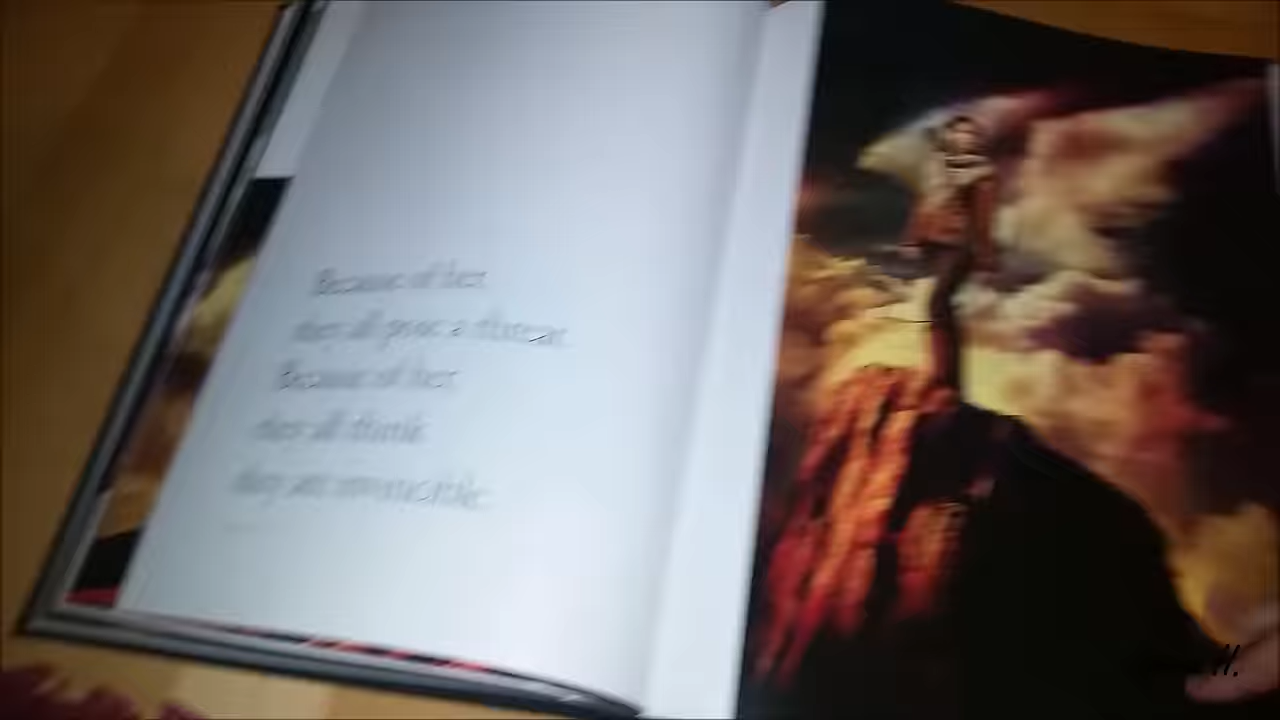 Because of her
they all pose a threat.
Because of her
they all think
they are invincible.